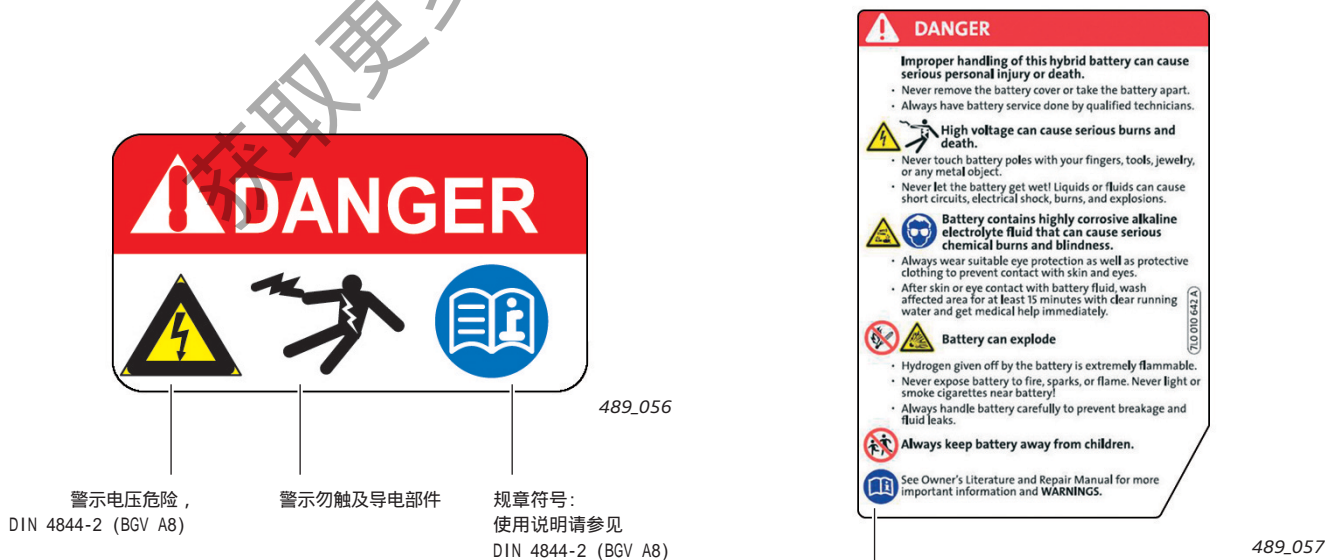 获取更多
DANGER
489_056
警示电压危险，
DIN 4844-2 (BGV A8)
警示勿触及导电部件
规章符号：
使用说明请参见
DIN 4844-2 (BGV A8)
DANGER
Improper handling of this hybrid battery can cause
serious personal injury or death.
· Never remove the battery cover or take the battery apart.
· Always have battery service done by qualified technicians.
High voltage can cause serious burns and
death.
· Never touch battery poles with your fingers, tools, jewelry,
or any metal object.
· Never let the battery get wet! Liquids or fluids can cause
short circuits, electrical shock, burns, and explosions.
Battery contains highly corrosive alkaline
electrolyte fluid that can cause serious
chemical burns and blindness.
· Always wear suitable eye protection as well as protective
clothing to prevent contact with skin and eyes.
· After skin or eye contact with battery fluid, wash
affected area for at least 15 minutes with clear running
water and get medical help immediately.
7L0 010 642 A
Battery can explode
· Hydrogen given off by the battery is extremely flammable.
· Never expose battery to fire, sparks, or flame. Never light or
smoke cigarettes near battery!
· Always handle battery carefully to prevent breakage and
fluid leaks.
Always keep battery away from children.
See Owner's Literature and Repair Manual for more
important information and WARNINGS.
489_057